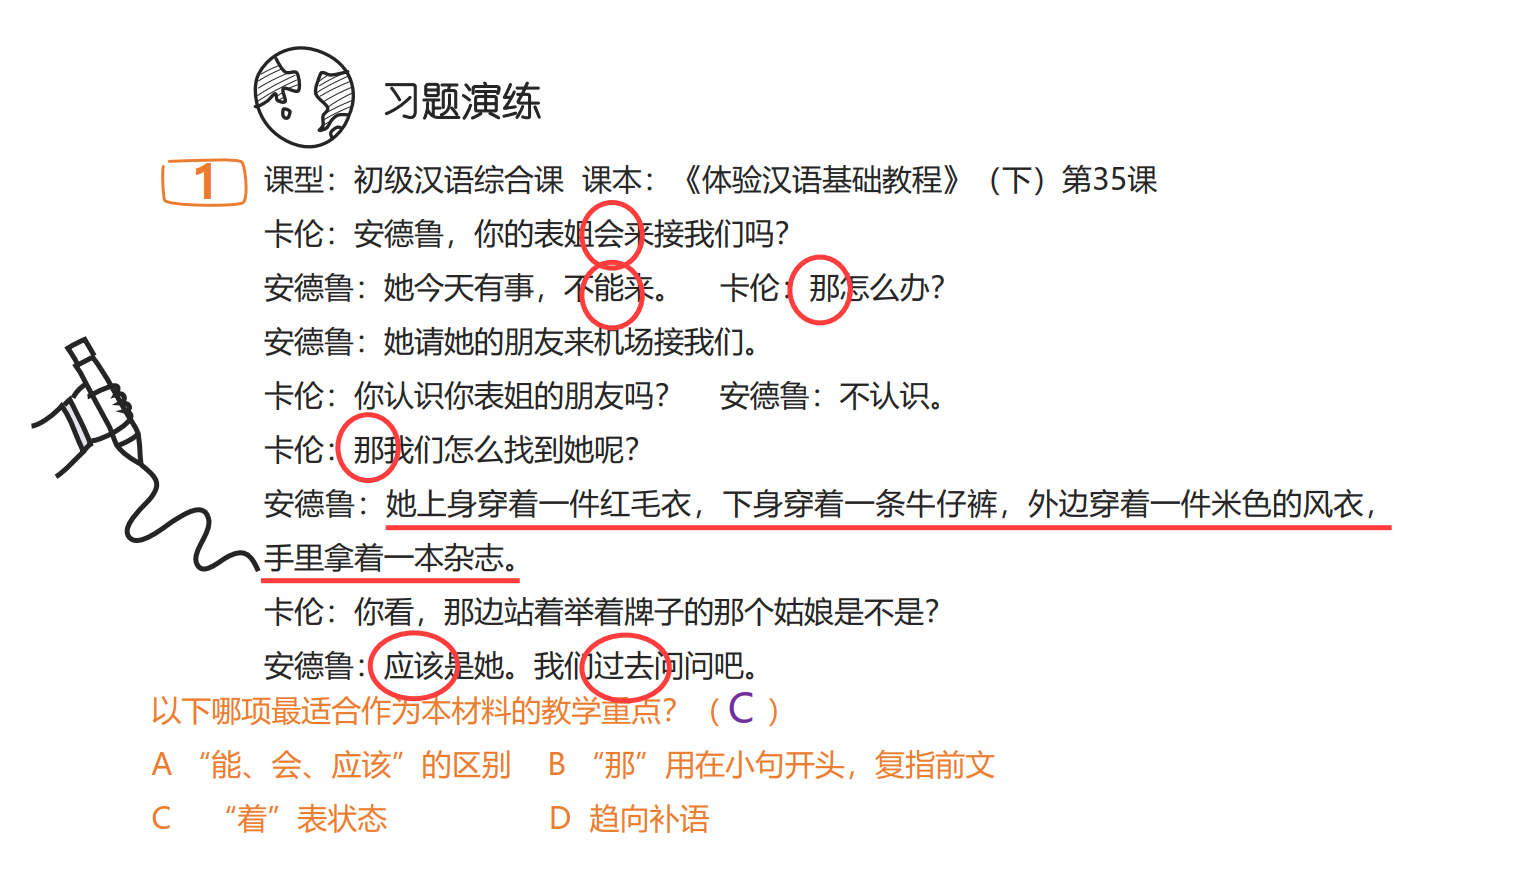 习题演练
1 课型：初级汉语综合课 课本：《体验汉语基础教程》（下）第35课
卡伦：安德鲁，你的表姐会来接我们吗？
安德鲁：她今天有事，不能来。 卡伦：那怎么办？
安德鲁：她请她的朋友来机场接我们。
卡伦：你认识你表姐的朋友吗？ 安德鲁：不认识。
卡伦：那我们怎么找到她呢？
安德鲁：她上身穿着一件红毛衣，下身穿着一条牛仔裤，外边穿着一件米色的风衣，
手里拿着一本杂志。
卡伦：你看，那边站着举着牌子的那个姑娘是不是？
安德鲁：应该是她。我们过去问问吧。
以下哪项最适合作为本材料的教学重点？（ C ）
A “能、会、应该”的区别 B “那”用在小句开头，复指前文
C “着”表状态 D 趋向补语